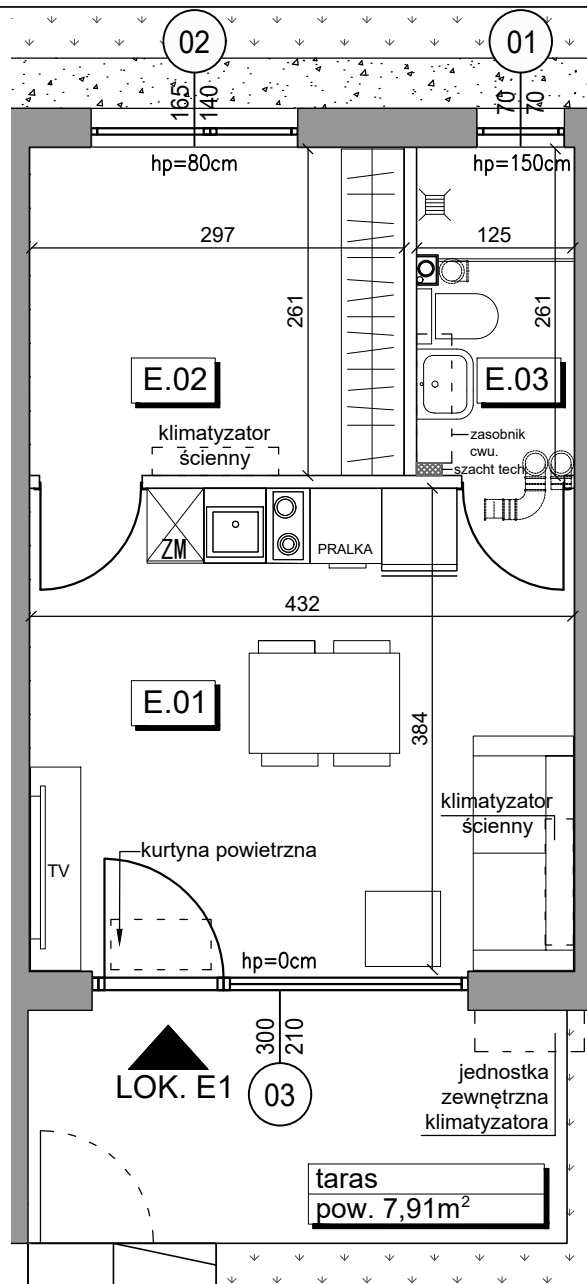 02
01
165
140
70
70
hp=80cm
hp=150cm
297
125
261
261
E.02
E.03
klimatyzator
ścienny
zasobnik
cwu.
szacht tech.
ZM
PRALKA
432
E.01
384
klimatyzator
ścienny
kurtyna powietrzna
TV
hp=0cm
300
210
LOK. E1
03
jednostka
zewnętrzna
klimatyzatora
taras
pow. 7,91m²